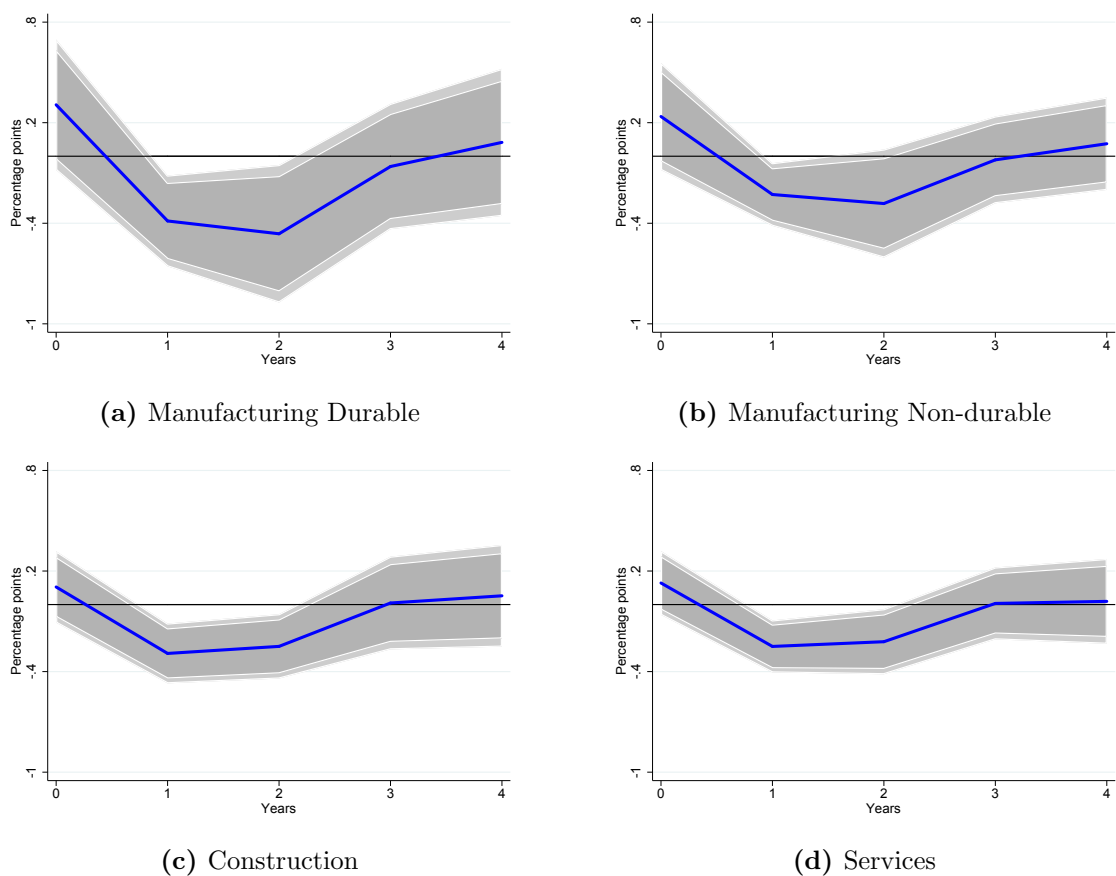 Percentage points
.8
.2
-.4
-1
0 1 2 3 4
Years
(a) Manufacturing Durable
Percentage points
.8
.2
-.4
-1
0 1 2 3 4
Years
(b) Manufacturing Non-durable
Percentage points
.8
.2
-.4
-1
0 1 2 3 4
Years
(c) Construction
Percentage points
.8
.2
-.4
-1
0 1 2 3 4
Years
(d) Services